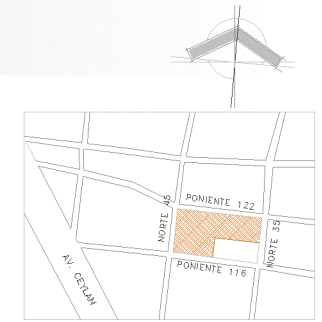 PONIENTE 122
NORTE 45
NORTE 35
PONIENTE 116
AV. CEYLAN